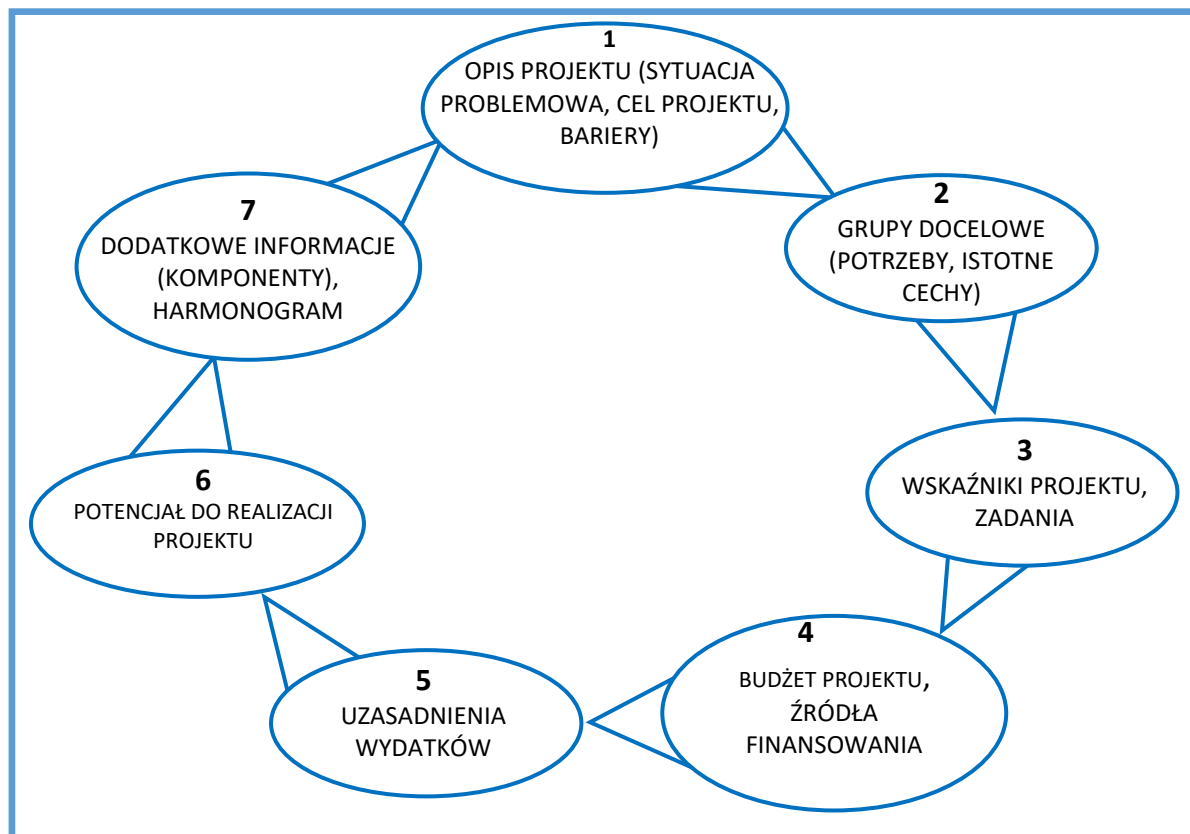 1
OPIS PROJEKTU (SYTUACJA
PROBLEMOWA, CEL PROJEKTU,
BARIERY)
2
GRUPY DOCELOWE
(POTRZEBY, ISTOTNE
CECHY)
3
WSKAŹNIKI PROJEKTU,
ZADANIA
4
BUDŻET PROJEKTU,
ŹRÓDŁA
FINANSOWANIA
5
UZASADNIENIA
WYDATKÓW
6
POTENCJAŁ DO REALIZACJI
PROJEKTU
7
DODATKOWE INFORMACJE
(KOMPONENTY),
HARMONOGRAM